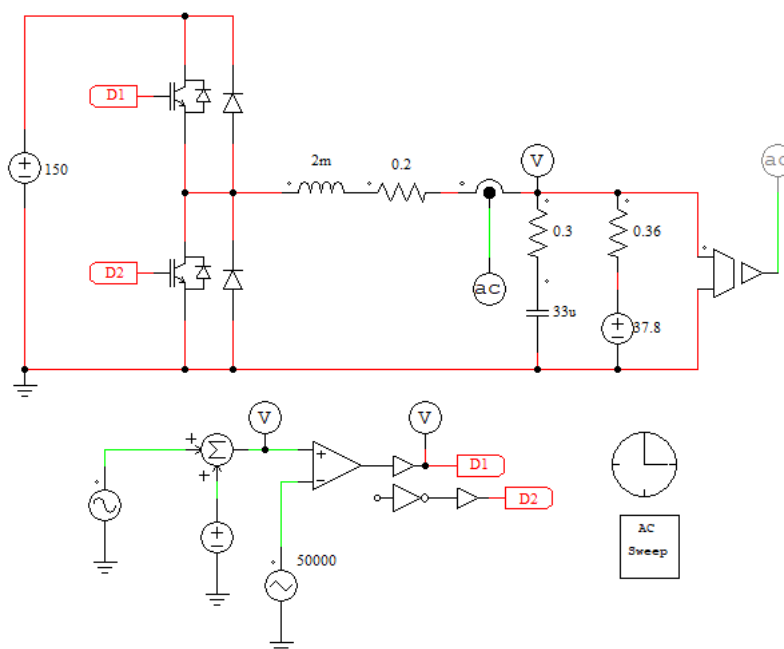 D1
150
2m
0.2
V
ac
0.3
0.36
D2
ac
33u
37.8
V
V
+
Σ
+
+
−
D1
D2
50000
AC
Sweep